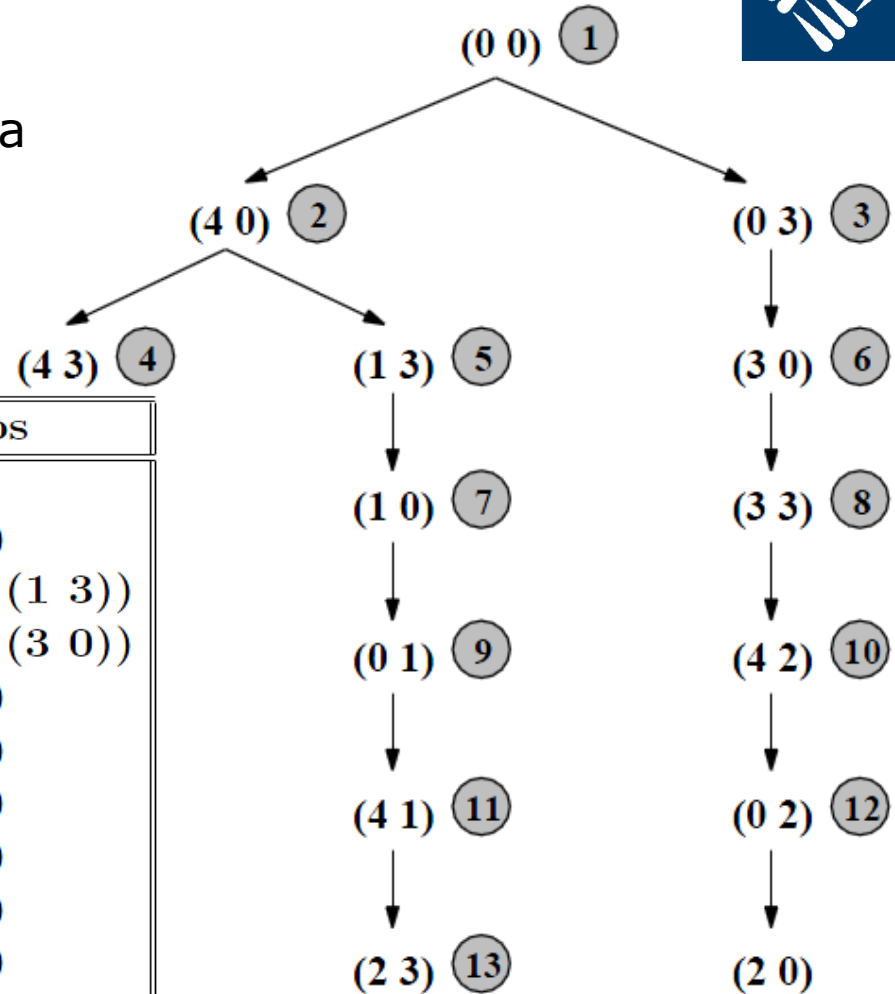 (0 0) 1
a
(4 0) 2
(0 3) 3
(4 3) 4
(1 3) 5
(3 0) 6
(1 3))
(3 0))
)
)
)
)
)
)
)
(1 0) 7
(3 3) 8
(0 1) 9
(4 2) 10
(4 1) 11
(0 2) 12
(2 3) 13
(2 0)